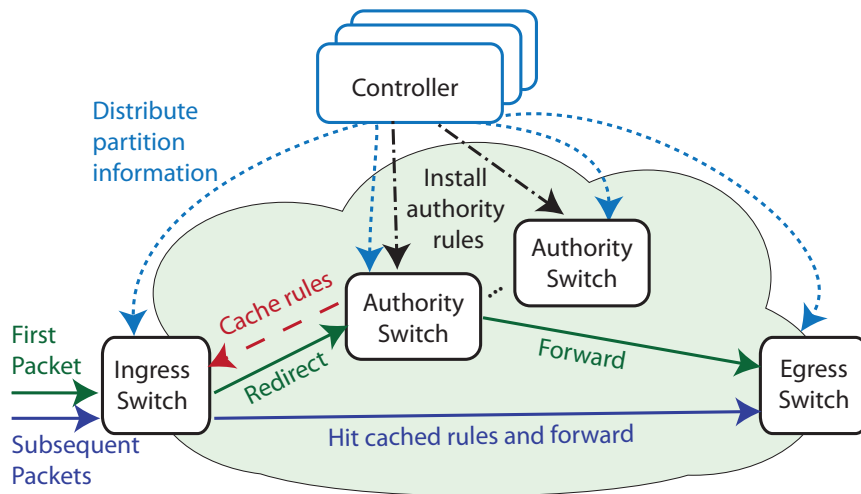 Controller
Distribute
partition
information
Install
authority
rules
Authority
Switch
Cache rules
Authority
Switch
First
Packet
Ingress
Switch
Redirect
Forward
Egress
Switch
Subsequent
Packets
Hit cached rules and forward